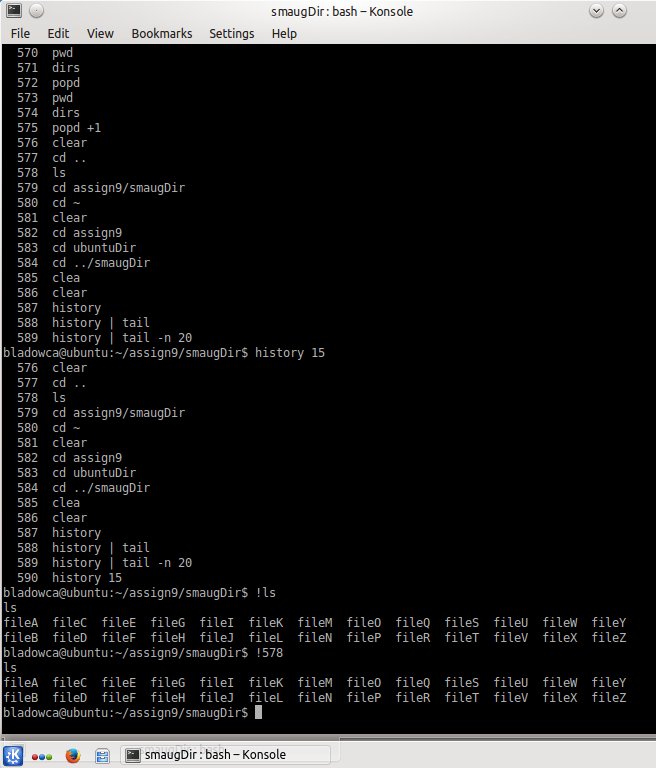 smaugDir : bash – Konsole
File Edit View Bookmarks Settings Help
570 pwd
571 dirs
572 popd
573 pwd
574 dirs
575 popd +1
576 clear
577 cd ..
578 ls
579 cd assign9/smaugDir
580 cd ~
581 clear
582 cd assign9
583 cd ubuntuDir
584 cd ../smaugDir
585 clea
586 clear
587 history
588 history | tail
589 history | tail -n 20
bladowca@ubuntu:~/assign9/smaugDir$ history 15
576 clear
577 cd ..
578 ls
579 cd assign9/smaugDir
580 cd ~
581 clear
582 cd assign9
583 cd ubuntuDir
584 cd ../smaugDir
585 clea
586 clear
587 history
588 history | tail
589 history | tail -n 20
590 history 15
bladowca@ubuntu:~/assign9/smaugDir$ !ls
ls
fileA fileC fileE fileG fileI fileK fileM fileO fileQ fileS fileU fileW fileY
fileB fileD fileF fileH fileJ fileL fileN fileP fileR fileT fileV fileX fileZ
bladowca@ubuntu:~/assign9/smaugDir$ !578
ls
fileA fileC fileE fileG fileI fileK fileM fileO fileQ fileS fileU fileW fileY
fileB fileD fileF fileH fileJ fileL fileN fileP fileR fileT fileV fileX fileZ
bladowca@ubuntu:~/assign9/smaugDir$
smaugDir : bash – Konsole